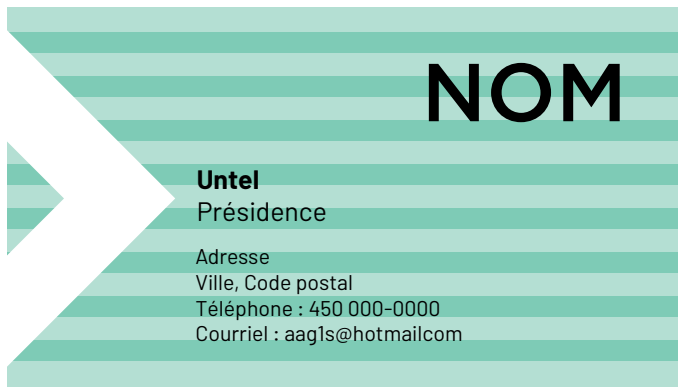 NOM
Untel
Présidence
Adresse
Ville, Code postal
Téléphone : 450 000-0000
Courriel : aag1s@hotmailcom